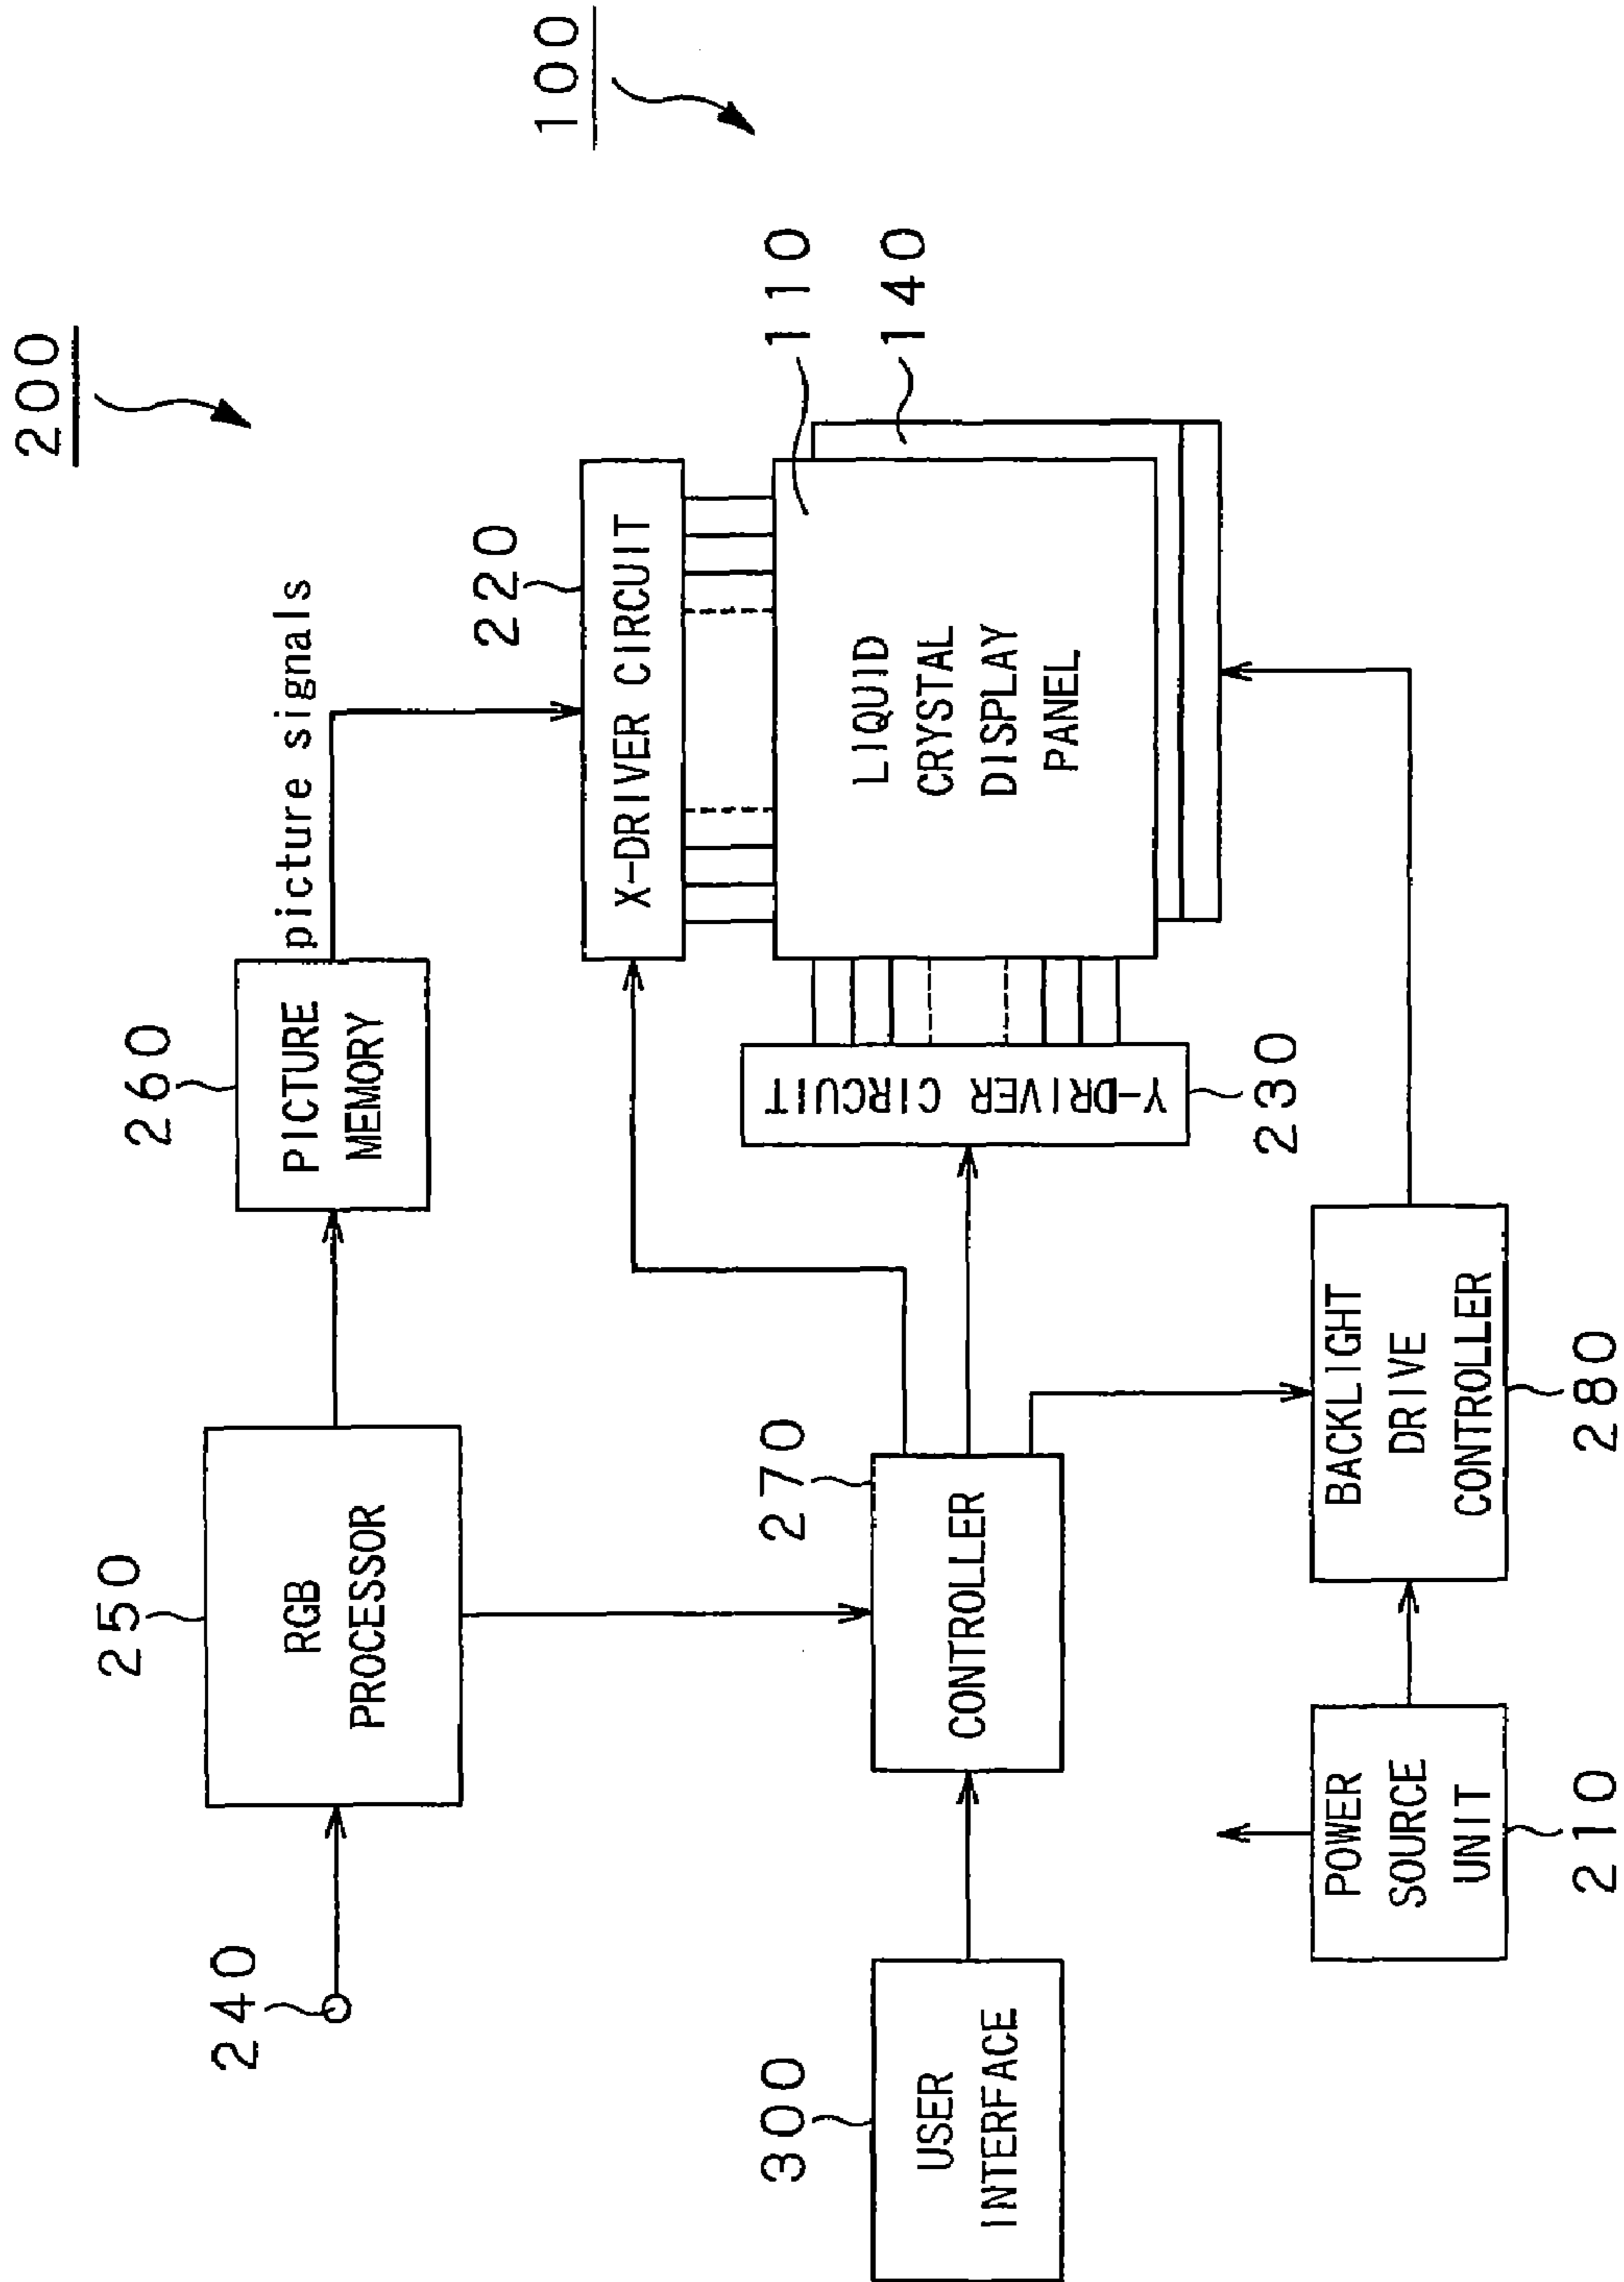 200
100
260
PICTURE
MEMORY
picture signals
220
X-DRIVER CIRCUIT
250
RGB
PROCESSOR
240
110
140
LIQUID
CRYSTAL
DISPLAY
PANEL
Y-DRIVER CIRCUIT
230
270
CONTROLLER
300
USER
INTERFACE
BACKLIGHT
DRIVE
CONTROLLER
280
POWER
SOURCE
UNIT
210